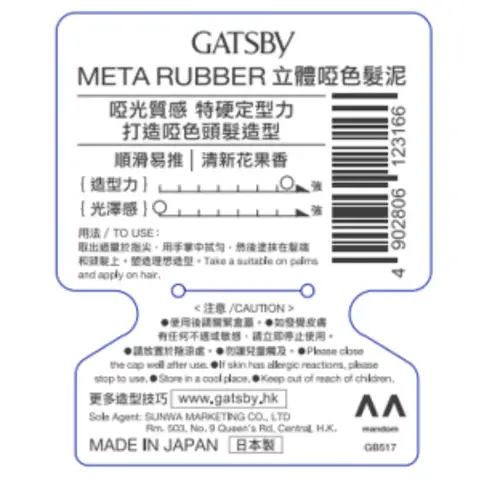 GATSBY
META RUBBER 立體啞色髮泥
啞光質感 特硬定型力
打造啞色頭髮造型
順滑易推 | 清新花果香
{ 造型力 } 強
{ 光澤感 } 強
用法 / TO USE :
取出適量於指尖，用手掌中拭勻，然後塗抹在髮端
和頭髮上。塑造理想造型。Take a suitable on palms
and apply on hair.
4 902806 123166
< 注意 /CAUTION >
●使用後請關緊盒蓋。●如發覺皮膚
有任何不適或敏感，請立即停止使用。
●請放置於陰涼處。●勿讓兒童觸及。●Please close
the cap well after use. ●If skin has allergic reactions, please
stop to use. ●Store in a cool place. ●Keep out of reach of children.
更多造型技巧 www.gatsby.hk
Sole Agent: SUNWA MARKETING CO., LTD
Rm. 503, No. 9 Queen's Rd, Central, H.K.
MADE IN JAPAN 日本製
mandom
GB517